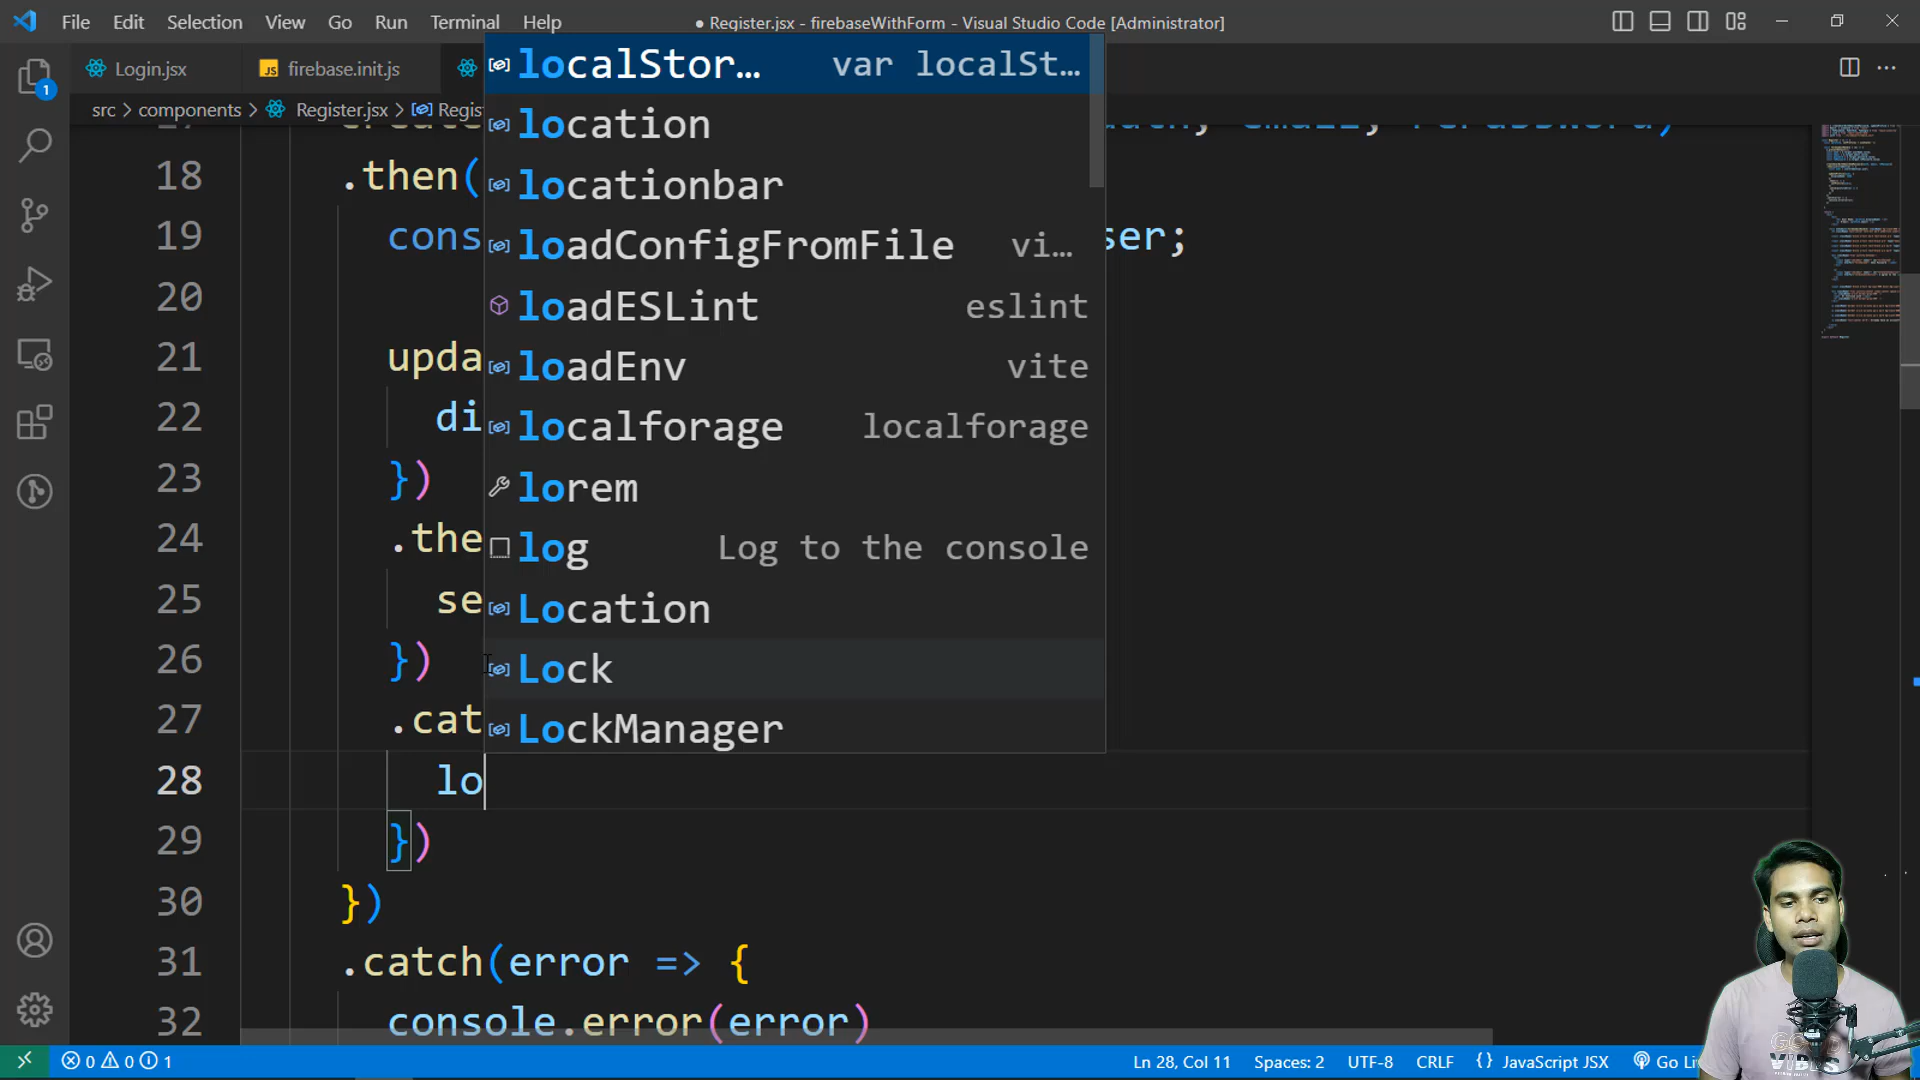 File Edit Selection View Go Run Terminal Help ● Register.jsx - firebaseWithForm - Visual Studio Code [Administrator]
Login.jsx firebase.init.js
src > components > Register.jsx > Regis
18 .then(
19 cons ser;
20
21 upda
22 di
23 })
24 .the
25 se
26 })
27 .cat
28 lo
29 })
30 })
31 .catch(error => {
32 console.error(error)
localStor... var localSt...
location
locationbar
loadConfigFromFile vi...
loadESLint eslint
loadEnv vite
localforage localforage
lorem
log Log to the console
Location
Lock
LockManager
1
0 0 1 Ln 28, Col 11 Spaces: 2 UTF-8 CRLF {} JavaScript JSX Go Li
VIBES